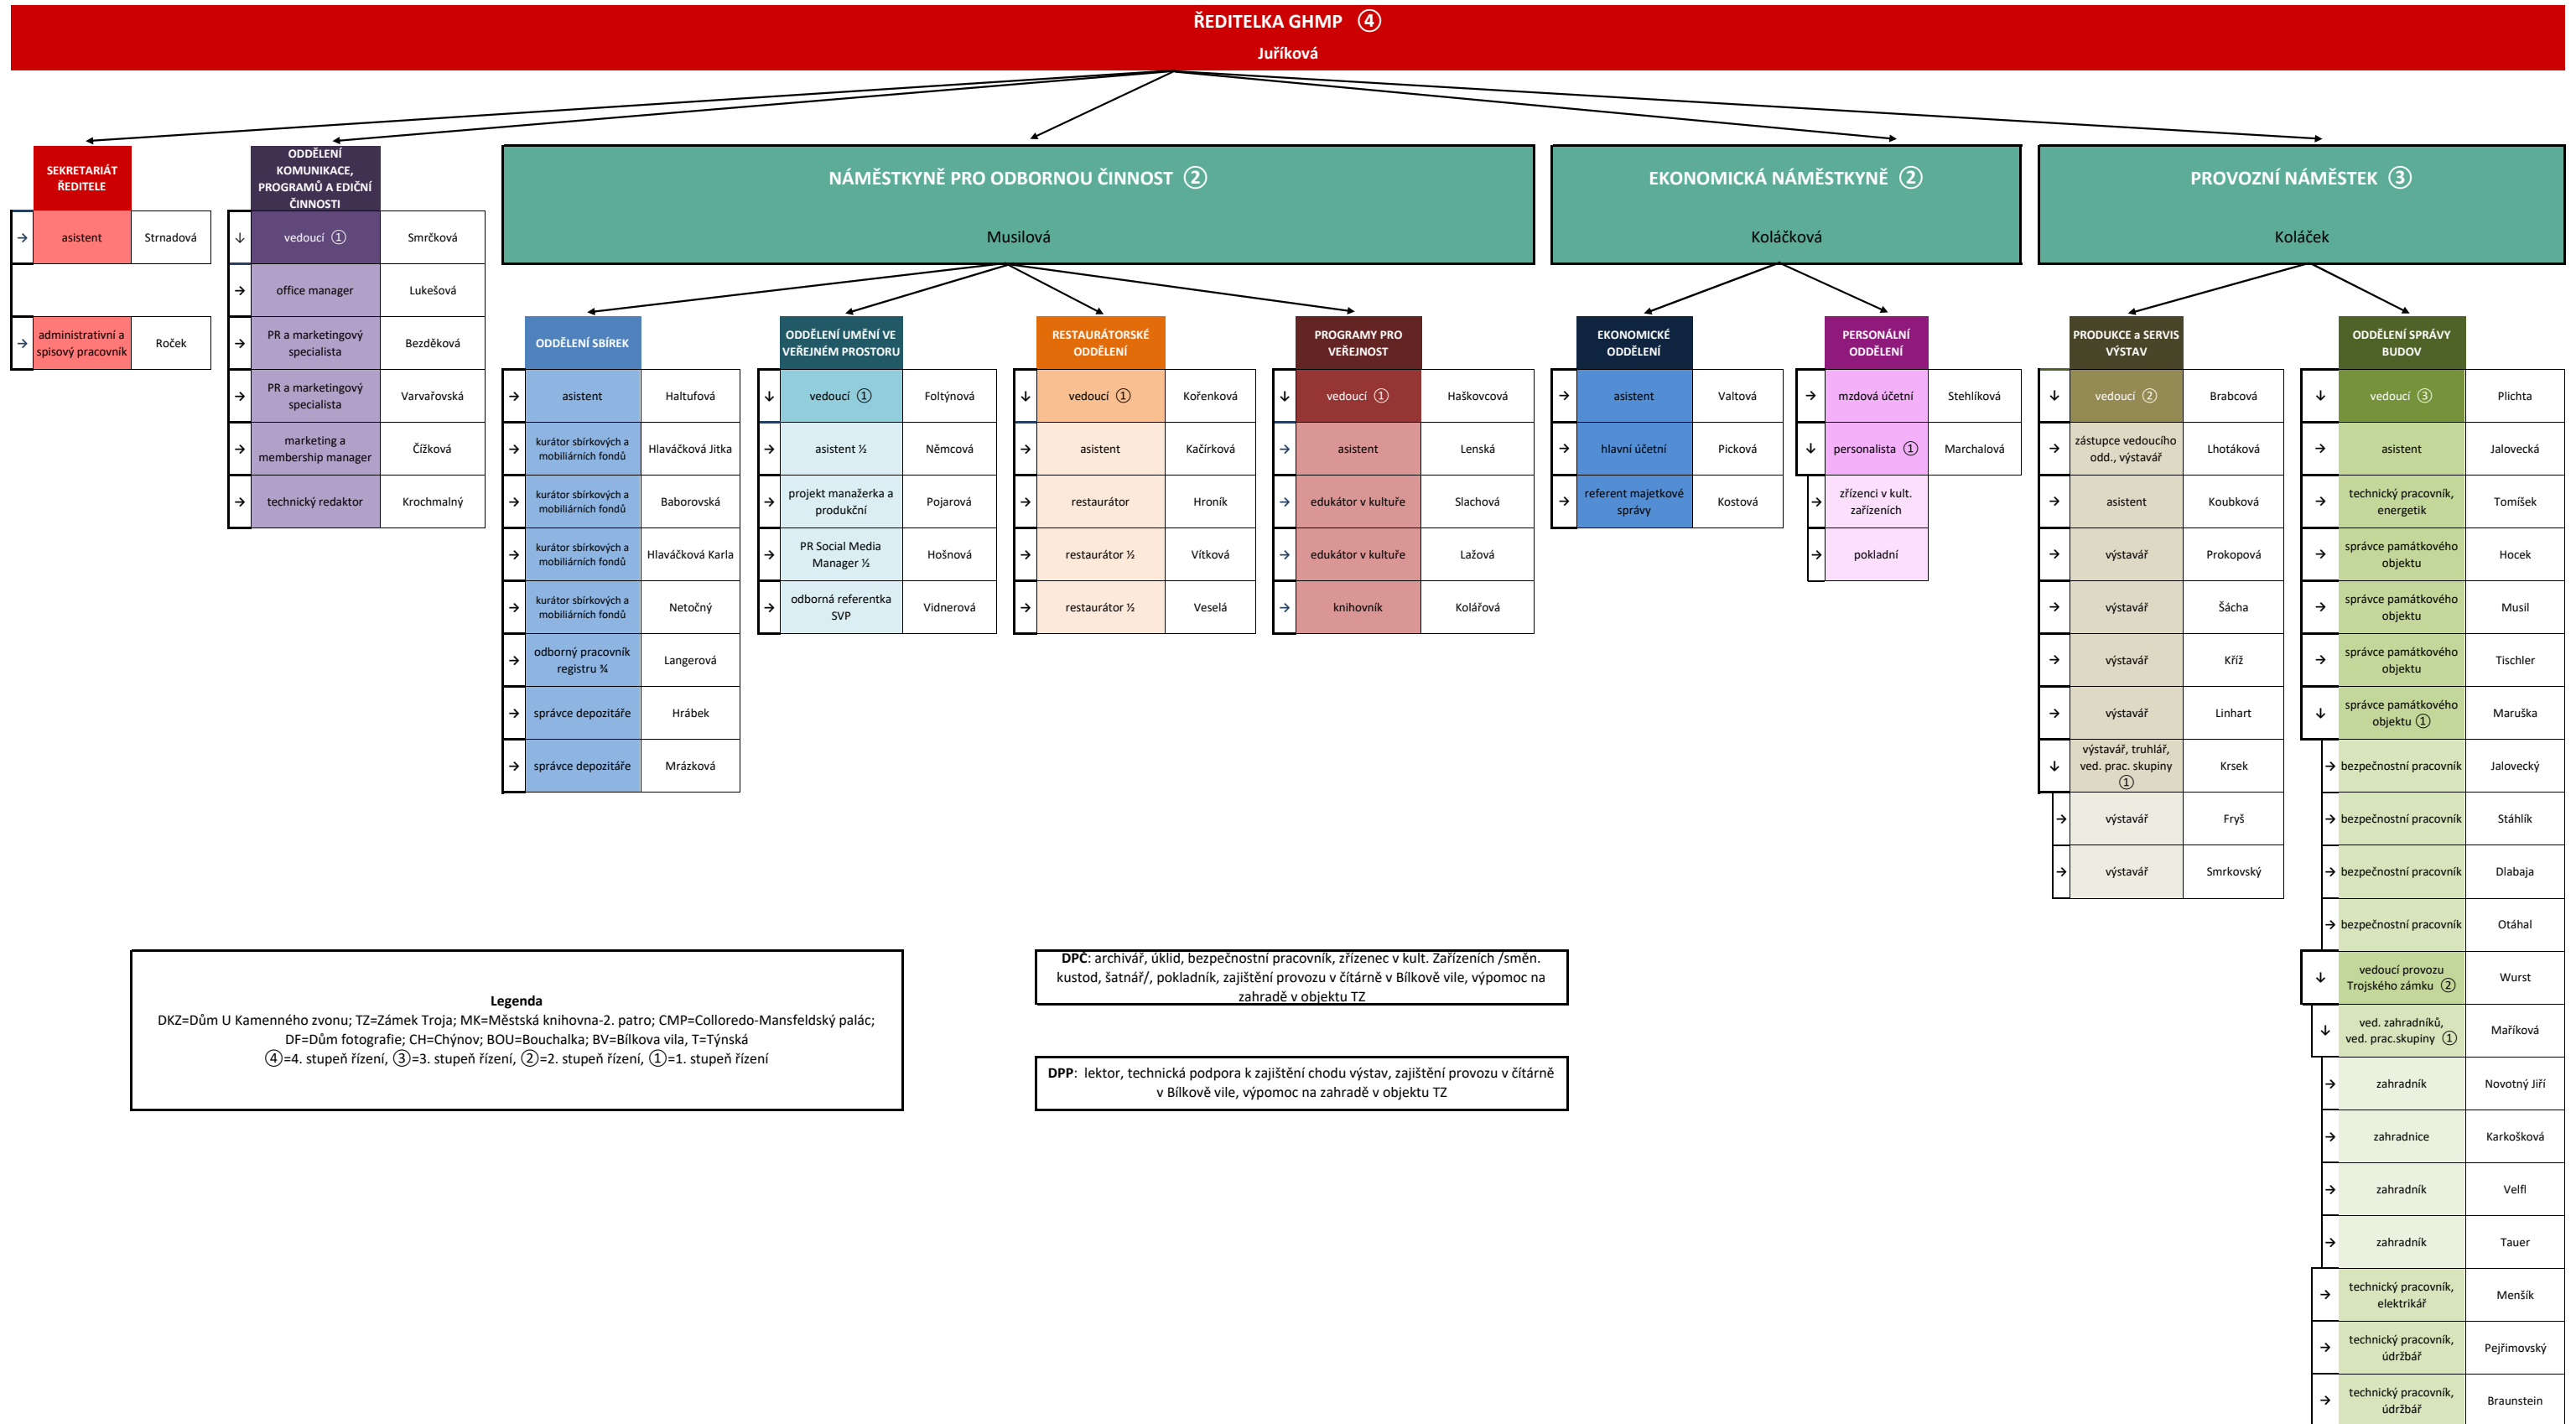 ŘEDITELKA GHMP ④
Juříková
SEKRETARIÁT
ŘEDITELE
→ asistent Strnadová
→ administrativní a
spisový pracovník Roček
ODDĚLENÍ
KOMUNIKACE,
PROGRAMŮ A EDIČNÍ
ČINNOSTI
↓ vedoucí ① Smrčková
→ office manager Lukešová
→ PR a marketingový
specialista Bezděková
→ PR a marketingový
specialista Varvařovská
→ marketing a
membership manager Čížková
→ technický redaktor Krochmalný
NÁMĚSTKYNĚ PRO ODBORNOU ČINNOST ②
Musilová
ODDĚLENÍ SBÍREK
→ asistent Haltufová
→ kurátor sbírkových a
mobiliárních fondů Hlaváčková Jitka
→ kurátor sbírkových a
mobiliárních fondů Baborovská
→ kurátor sbírkových a
mobiliárních fondů Hlaváčková Karla
→ kurátor sbírkových a
mobiliárních fondů Netočný
→ odborný pracovník
registru ¾ Langerová
→ správce depozitáře Hrábek
→ správce depozitáře Mrázková
ODDĚLENÍ UMĚNÍ VE
VEŘEJNÉM PROSTORU
↓ vedoucí ① Foltýnová
→ asistent ½ Němcová
→ projekt manažerka a
produkční Pojarová
→ PR Social Media
Manager ½ Hošnová
→ odborná referentka
SVP Vidnerová
RESTAURÁTORSKÉ
ODDĚLENÍ
↓ vedoucí ① Kořenková
→ asistent Kačírková
→ restaurátor Hroník
→ restaurátor ½ Vítková
→ restaurátor ½ Veselá
PROGRAMY PRO
VEŘEJNOST
↓ vedoucí ① Haškovcová
→ asistent Lenská
→ edukátor v kultuře Slachová
→ edukátor v kultuře Lažová
→ knihovník Kolářová
EKONOMICKÁ NÁMĚSTKYNĚ ②
Koláčková
EKONOMICKÉ
ODDĚLENÍ
→ asistent Valtová
→ hlavní účetní Picková
→ referent majetkové
správy Kostová
PERSONÁLNÍ
ODDĚLENÍ
→ mzdová účetní Stehlíková
↓ personalista ① Marchalová
→ zřízenci v kult.
zařízeních
→ pokladní
PROVOZNÍ NÁMĚSTEK ③
Koláček
PRODUKCE a SERVIS
VÝSTAV
↓ vedoucí ② Brabcová
→ zástupce vedoucího
odd., výstavář Lhotáková
→ asistent Koubková
→ výstavář Prokopová
→ výstavář Šácha
→ výstavář Kříž
→ výstavář Linhart
↓ výstavář, truhlář,
ved. prac. skupiny
① Krsek
→ výstavář Fryš
→ výstavář Smrkovský
ODDĚLENÍ SPRÁVY
BUDOV
↓ vedoucí ③ Plichta
→ asistent Jalovecká
→ technický pracovník,
energetik Tomíšek
→ správce památkového
objektu Hocek
→ správce památkového
objektu Musil
→ správce památkového
objektu Tischler
↓ správce památkového
objektu ① Maruška
→ bezpečnostní pracovník Jalovecký
→ bezpečnostní pracovník Stáhlík
→ bezpečnostní pracovník Dlabaja
→ bezpečnostní pracovník Otáhal
↓ vedoucí provozu
Trojského zámku ② Wurst
↓ ved. zahradníků,
ved. prac.skupiny ① Maříková
→ zahradník Novotný Jiří
→ zahradnice Karkošková
→ zahradník Velfl
→ zahradník Tauer
→ technický pracovník,
elektrikář Menšík
→ technický pracovník,
údržbář Pejřimovský
→ technický pracovník,
údržbář Braunstein
Legenda
DKZ=Dům U Kamenného zvonu; TZ=Zámek Troja; MK=Městská knihovna-2. patro; CMP=Colloredo-Mansfeldský palác;
DF=Dům fotografie; CH=Chýnov; BOU=Bouchalka; BV=Bílkova vila, T=Týnská
④=4. stupeň řízení, ③=3. stupeň řízení, ②=2. stupeň řízení, ①=1. stupeň řízení
DPČ: archivář, úklid, bezpečnostní pracovník, zřízenec v kult. Zařízeních /směn.
kustod, šatnář/, pokladník, zajištění provozu v čítárně v Bílkově vile, výpomoc na
zahradě v objektu TZ
DPP: lektor, technická podpora k zajištění chodu výstav, zajištění provozu v čítárně
v Bílkově vile, výpomoc na zahradě v objektu TZ